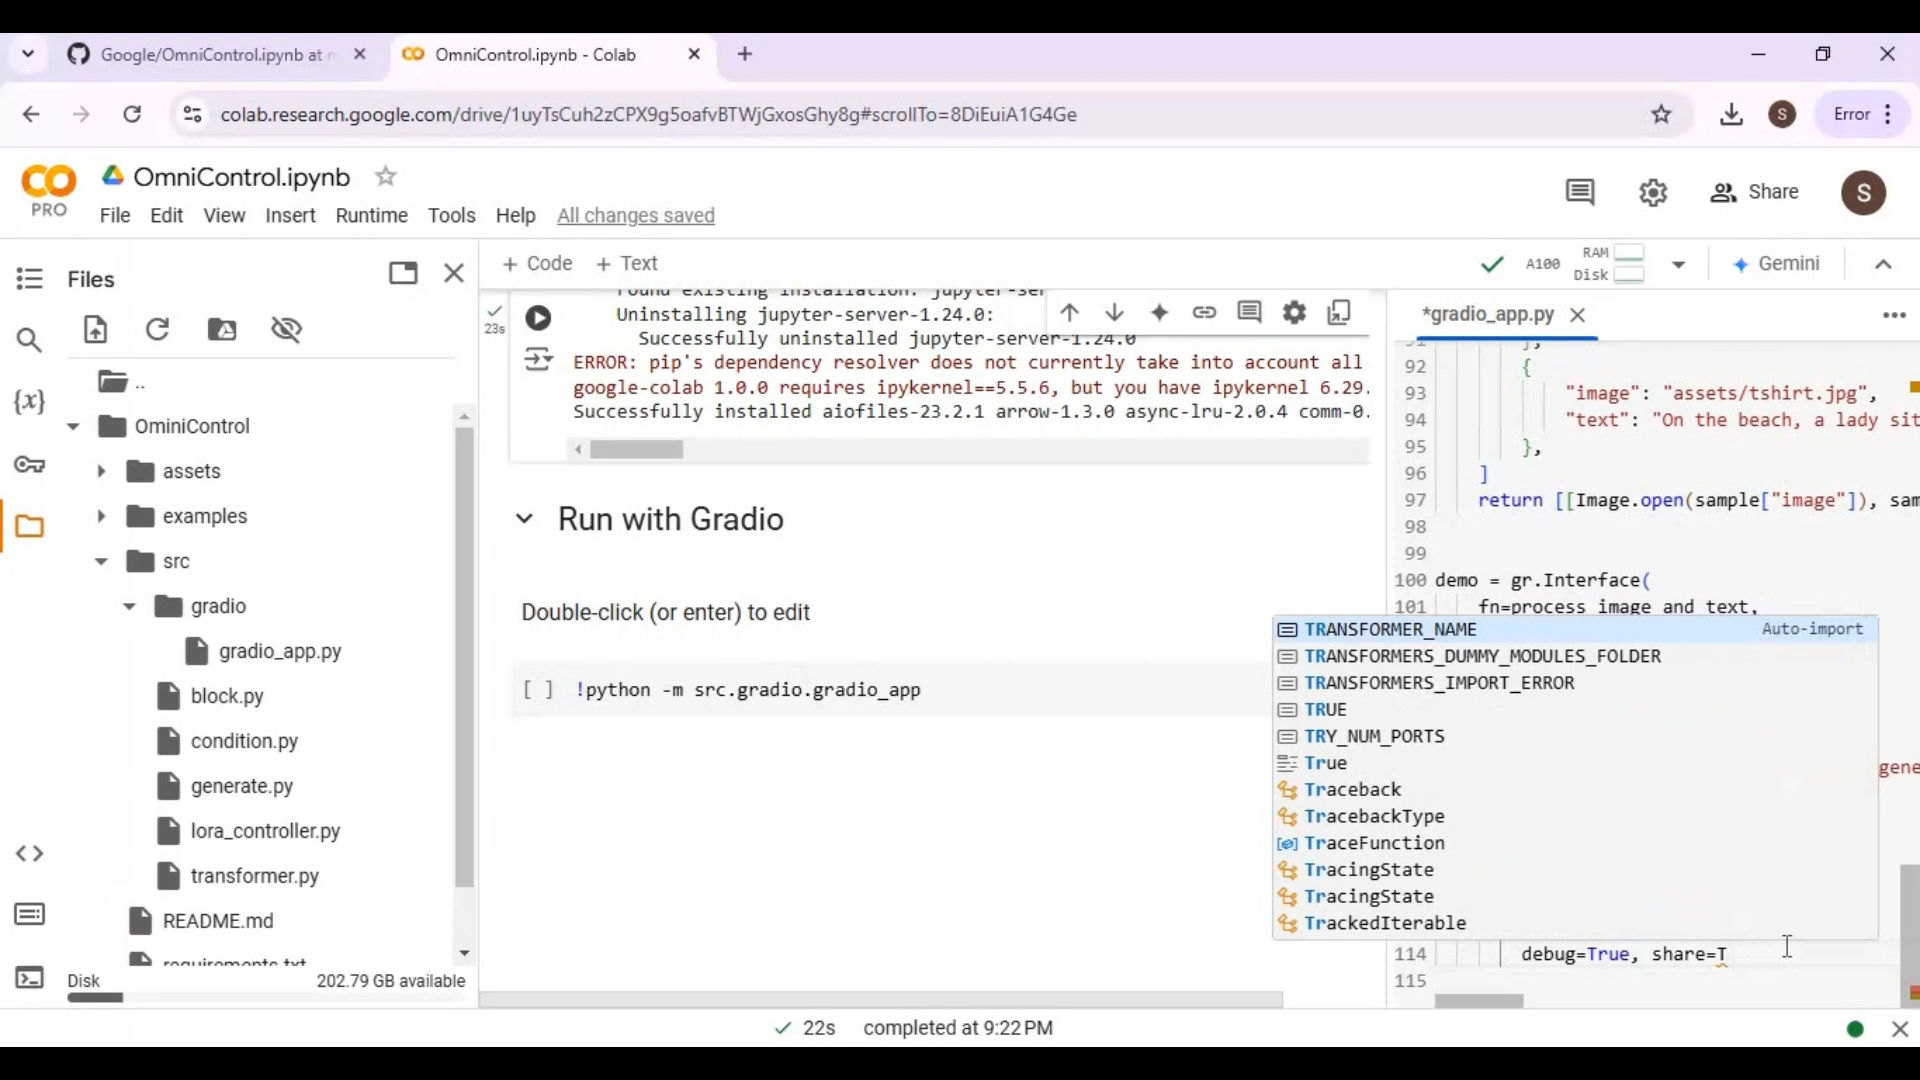 Google/OmniControl.ipynb at
OmniControl.ipynb - Colab
colab.research.google.com/drive/1uyTsCuh2zCPX9g5oafvBTWjGxosGhy8g#scrollTo=8DiEuiA1G4Ge
S
Error
CO
PRO
OmniControl.ipynb
File Edit View Insert Runtime Tools Help All changes saved
Share
S
Files
+ Code + Text
A100
RAM
Disk
Gemini
..
OminiControl
assets
examples
src
gradio
gradio_app.py
block.py
condition.py
generate.py
lora_controller.py
transformer.py
README.md
requirements.txt
Disk
202.79 GB available
23s
Found existing installation: jupyter-ser
Uninstalling jupyter-server-1.24.0:
Successfully uninstalled jupyter-server-1.24.0
ERROR: pip's dependency resolver does not currently take into account all
google-colab 1.0.0 requires ipykernel==5.5.6, but you have ipykernel 6.29.
Successfully installed aiofiles-23.2.1 arrow-1.3.0 async-lru-2.0.4 comm-0.
Run with Gradio
Double-click (or enter) to edit
[ ] !python -m src.gradio.gradio_app
*gradio_app.py
91 },
92 {
93 "image": "assets/tshirt.jpg",
94 "text": "On the beach, a lady sit
95 },
96 ]
97 return [[Image.open(sample["image"]), sam
98
99
100 demo = gr.Interface(
101 fn=process_image_and_text,
TRANSFORMER_NAME Auto-import
TRANSFORMERS_DUMMY_MODULES_FOLDER
TRANSFORMERS_IMPORT_ERROR
TRUE
TRY_NUM_PORTS
True
gene
Traceback
TracebackType
TraceFunction
TracingState
TracingState
TrackedIterable
114 debug=True, share=T
115
22s completed at 9:22 PM